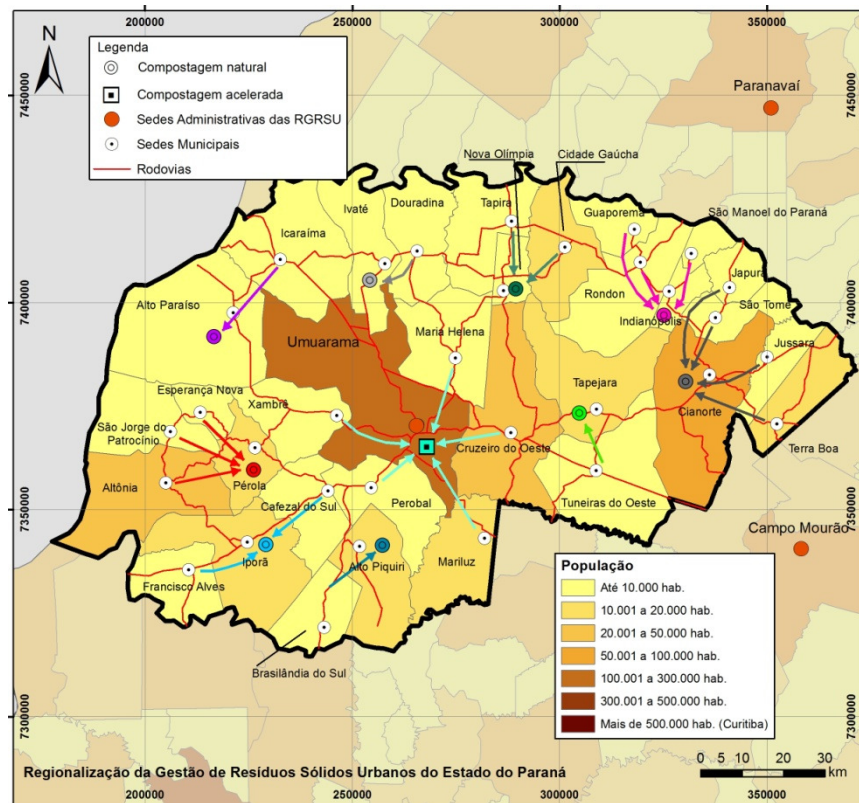 200000
250000
300000
350000
Legenda
Compostagem natural
Compostagem acelerada
Sedes Administrativas das RGRSU
Sedes Municipais
Rodovias
N
Paranavaí
7450000
7450000
Nova Olímpia
Cidade Gaúcha
Ivaté
Douradina
Tapira
Guaporema
São Manoel do Paraná
Icaraíma
Rondon
Japurá
7400000
7400000
Alto Paraíso
São Tomé
Indianópolis
Umuarama
Maria Helena
Jussara
Esperança Nova
Xambrê
Tapejara
Cianorte
São Jorge do
Patrocínio
Cruzeiro do Oeste
Terra Boa
Altônia
Pérola
Cafezal do Sul
Perobal
Tuneiras do Oeste
7350000
7350000
Campo Mourão
Iporã
Alto Piquiri
Mariluz
Francisco Alves
Brasilândia do Sul
População
Até 10.000 hab.
10.001 a 20.000 hab.
20.001 a 50.000 hab.
50.001 a 100.000 hab.
100.001 a 300.000 hab.
300.001 a 500.000 hab.
Mais de 500.000 hab. (Curitiba)
7300000
7300000
Regionalização da Gestão de Resíduos Sólidos Urbanos do Estado do Paraná
0 5 10 20 30
km
200000
250000
300000
350000